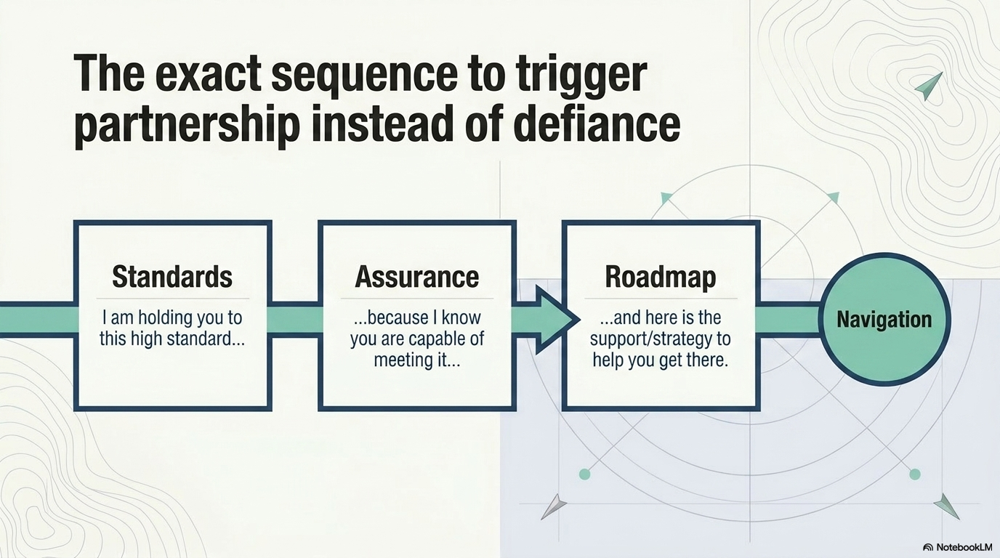 The exact sequence to trigger
partnership instead of defiance
Standards
I am holding you to
this high standard...
Assurance
...because I know
you are capable of
meeting it...
Roadmap
...and here is the
support/strategy to
help you get there.
Navigation
NotebookLM